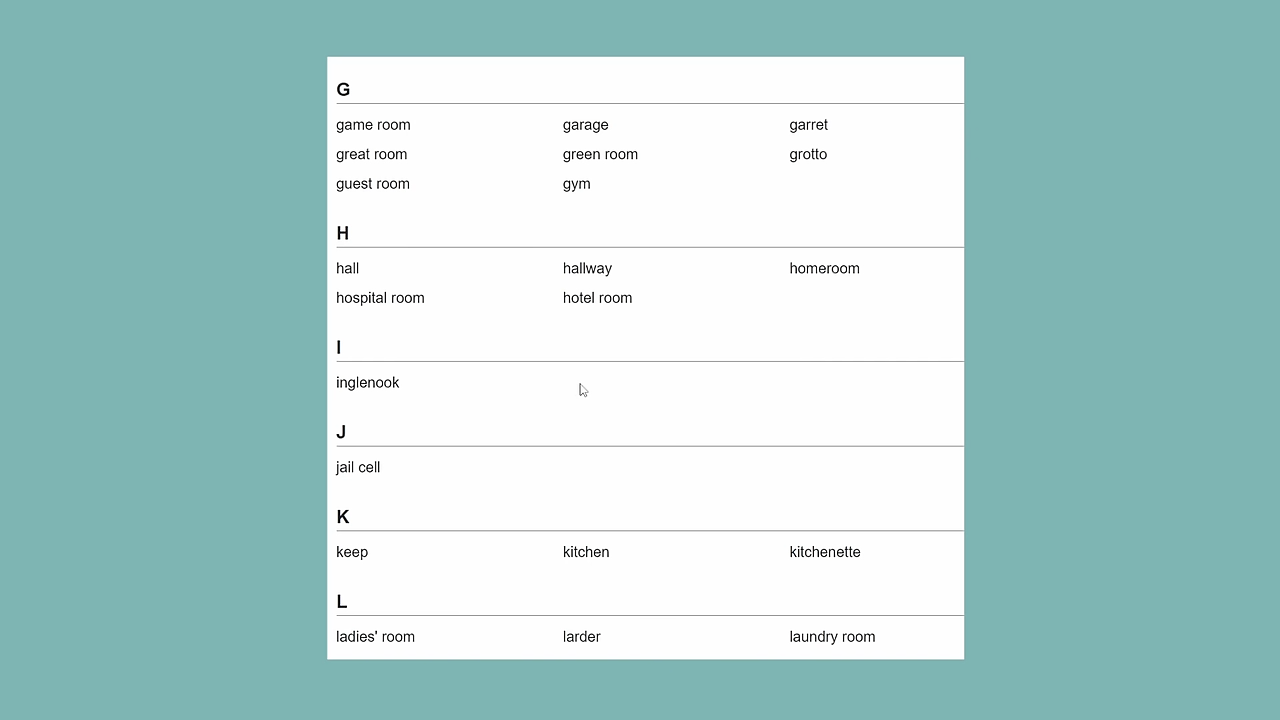 G
game room garage garret
great room green room grotto
guest room gym
H
hall hallway homeroom
hospital room hotel room
I
inglenook
J
jail cell
K
keep kitchen kitchenette
L
ladies' room larder laundry room